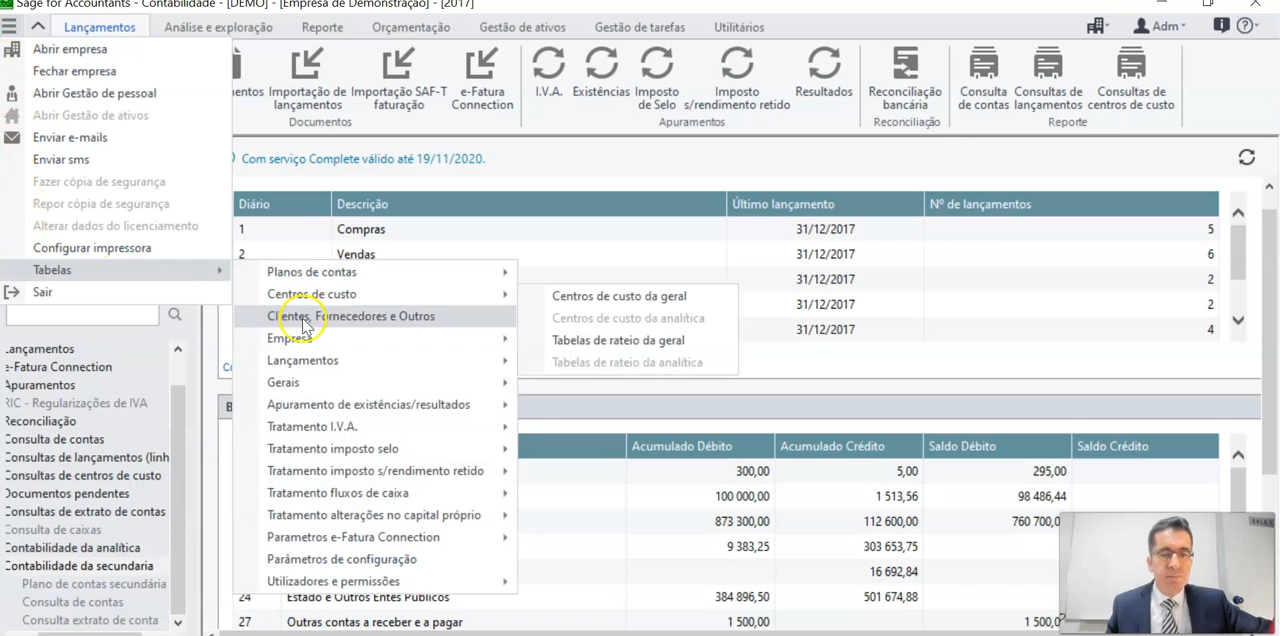 Sage for Accountants - Contabilidade - [DEMO] - [Empresa de Demonstração] - [2017]
Lançamentos Análise e exploração Reporte Orçamentação Gestão de ativos Gestão de tarefas Utilitários Adm
Abrir empresa
Fechar empresa
Abrir Gestão de pessoal
Abrir Gestão de ativos
Enviar e-mails
Enviar sms
Fazer cópia de segurança
Repor cópia de segurança
Alterar dados do licenciamento
Configurar impressora
Tabelas
Sair
Importação de lançamentos
Importação SAF-T faturação
e-Fatura Connection
Documentos
I.V.A.
Existências
Imposto de Selo
Imposto s/rendimento retido
Resultados
Apuramentos
Reconciliação bancária
Reconciliação
Consulta de contas
Consultas de lançamentos
Consultas de centros de custo
Reporte
Com serviço Complete válido até 19/11/2020.
Diário Descrição Último lançamento Nº de lançamentos
1 Compras 31/12/2017 5
2 Vendas 31/12/2017 6
31/12/2017 2
31/12/2017 2
31/12/2017 4
Planos de contas
Centros de custo
Clientes, Fornecedores e Outros
Empresa
Lançamentos
Gerais
Apuramento de existências/resultados
Tratamento I.V.A.
Tratamento imposto selo
Tratamento imposto s/rendimento retido
Tratamento fluxos de caixa
Tratamento alterações no capital próprio
Parametros e-Fatura Connection
Parâmetros de configuração
Utilizadores e permissões
Centros de custo da geral
Centros de custo da analítica
Tabelas de rateio da geral
Tabelas de rateio da analítica
Lançamentos
e-Fatura Connection
Apuramentos
RIC - Regularizações de IVA
Reconciliação
Consulta de contas
Consultas de lançamentos (linh
Consultas de centros de custo
Documentos pendentes
Consultas de extrato de contas
Consulta de caixas
Contabilidade da analítica
Contabilidade da secundaria
Plano de contas secundária
Consulta de contas
Consulta extrato de conta
Acumulado Débito Acumulado Crédito Saldo Débito Saldo Crédito
300,00 5,00 295,00
100 000,00 1 513,56 98 486,44
873 300,00 112 600,00 760 700,0
9 383,25 303 653,75
16 692,84
24 Estado e Outros Entes Públicos 384 896,50 501 674,88
27 Outras contas a receber e a pagar 1 500,00 1 500,0